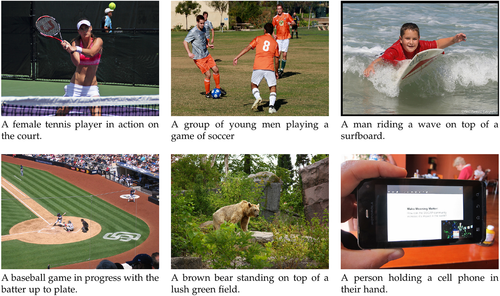 8
A female tennis player in action on
the court.
A group of young men playing a
game of soccer
A man riding a wave on top of a
surfboard.
SD
A baseball game in progress with the
batter up to plate.
A brown bear standing on top of a
lush green field.
A person holding a cell phone in
their hand.